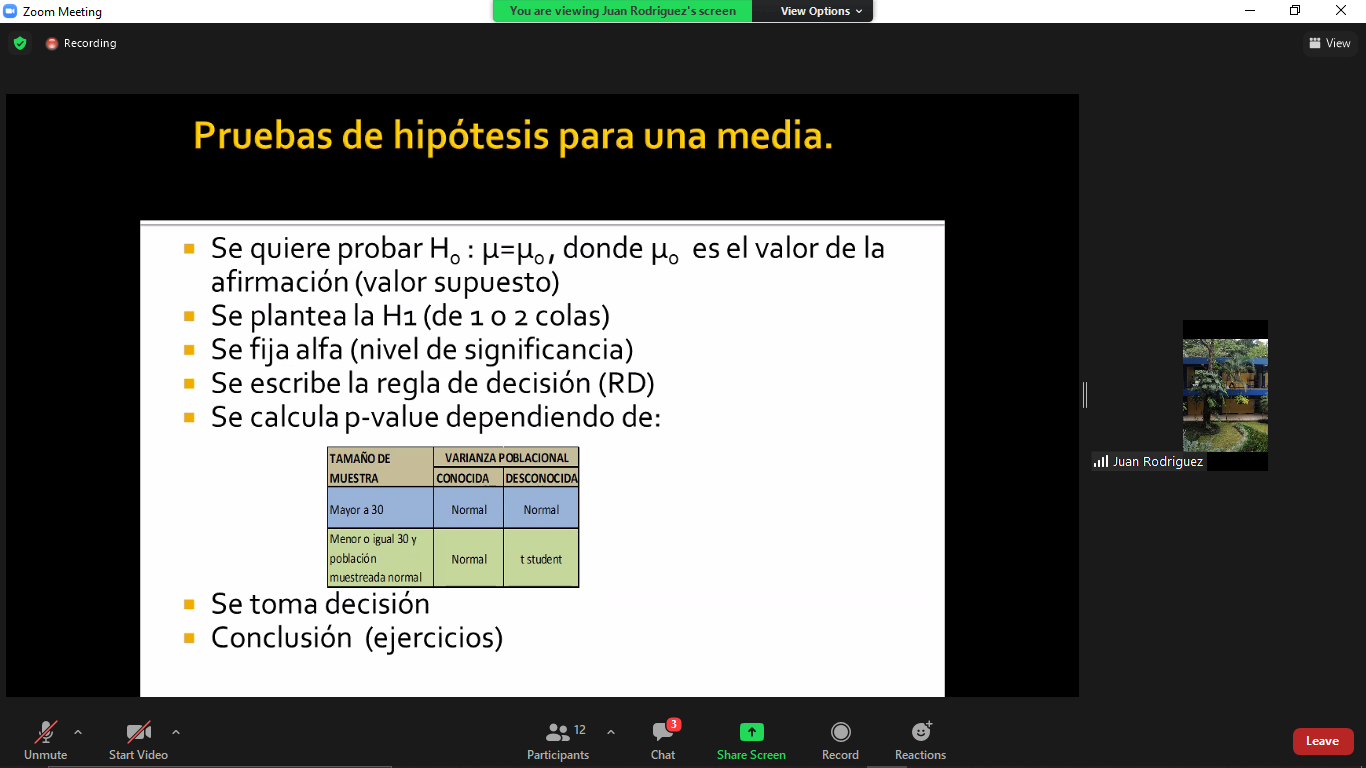 Zoom Meeting
You are viewing Juan Rodriguez's screen
View Options
Recording
View
Pruebas de hipótesis para una media.
Se quiere probar H₀ : μ=μ₀, donde μ₀ es el valor de la
afirmación (valor supuesto)
Se plantea la H1 (de 1 o 2 colas)
Se fija alfa (nivel de significancia)
Se escribe la regla de decisión (RD)
Se calcula p-value dependiendo de:
TAMAÑO DE
MUESTRA
VARIANZA POBLACIONAL
CONOCIDA
DESCONOCIDA
Mayor a 30
Normal
Normal
Menor o igual 30 y
población
muestreada normal
Normal
t student
Se toma decisión
Conclusión (ejercicios)
Juan Rodriguez
Unmute
Start Video
12
Participants
3
Chat
Share Screen
Record
Reactions
Leave